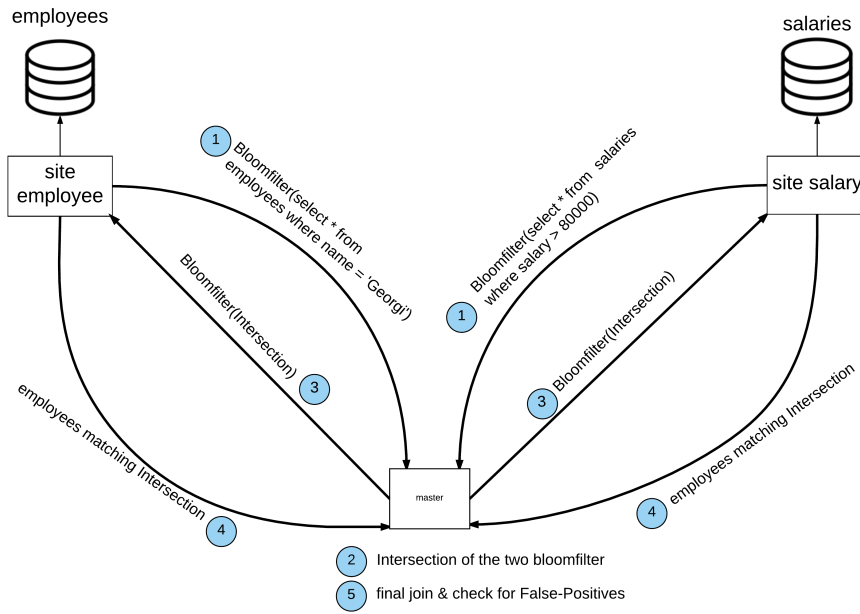 employees
salaries
site
employee
site salary
1
Bloomfilter(select * from
employees where name = 'Georgi')
1
Bloomfilter(select * from  salaries
where salary > 80000)
Bloomfilter(Intersection)
3
Bloomfilter(Intersection)
3
employees matching Intersection
4
employees matching Intersection
4
master
2 Intersection of the two bloomfilter
5 final join & check for False-Positives